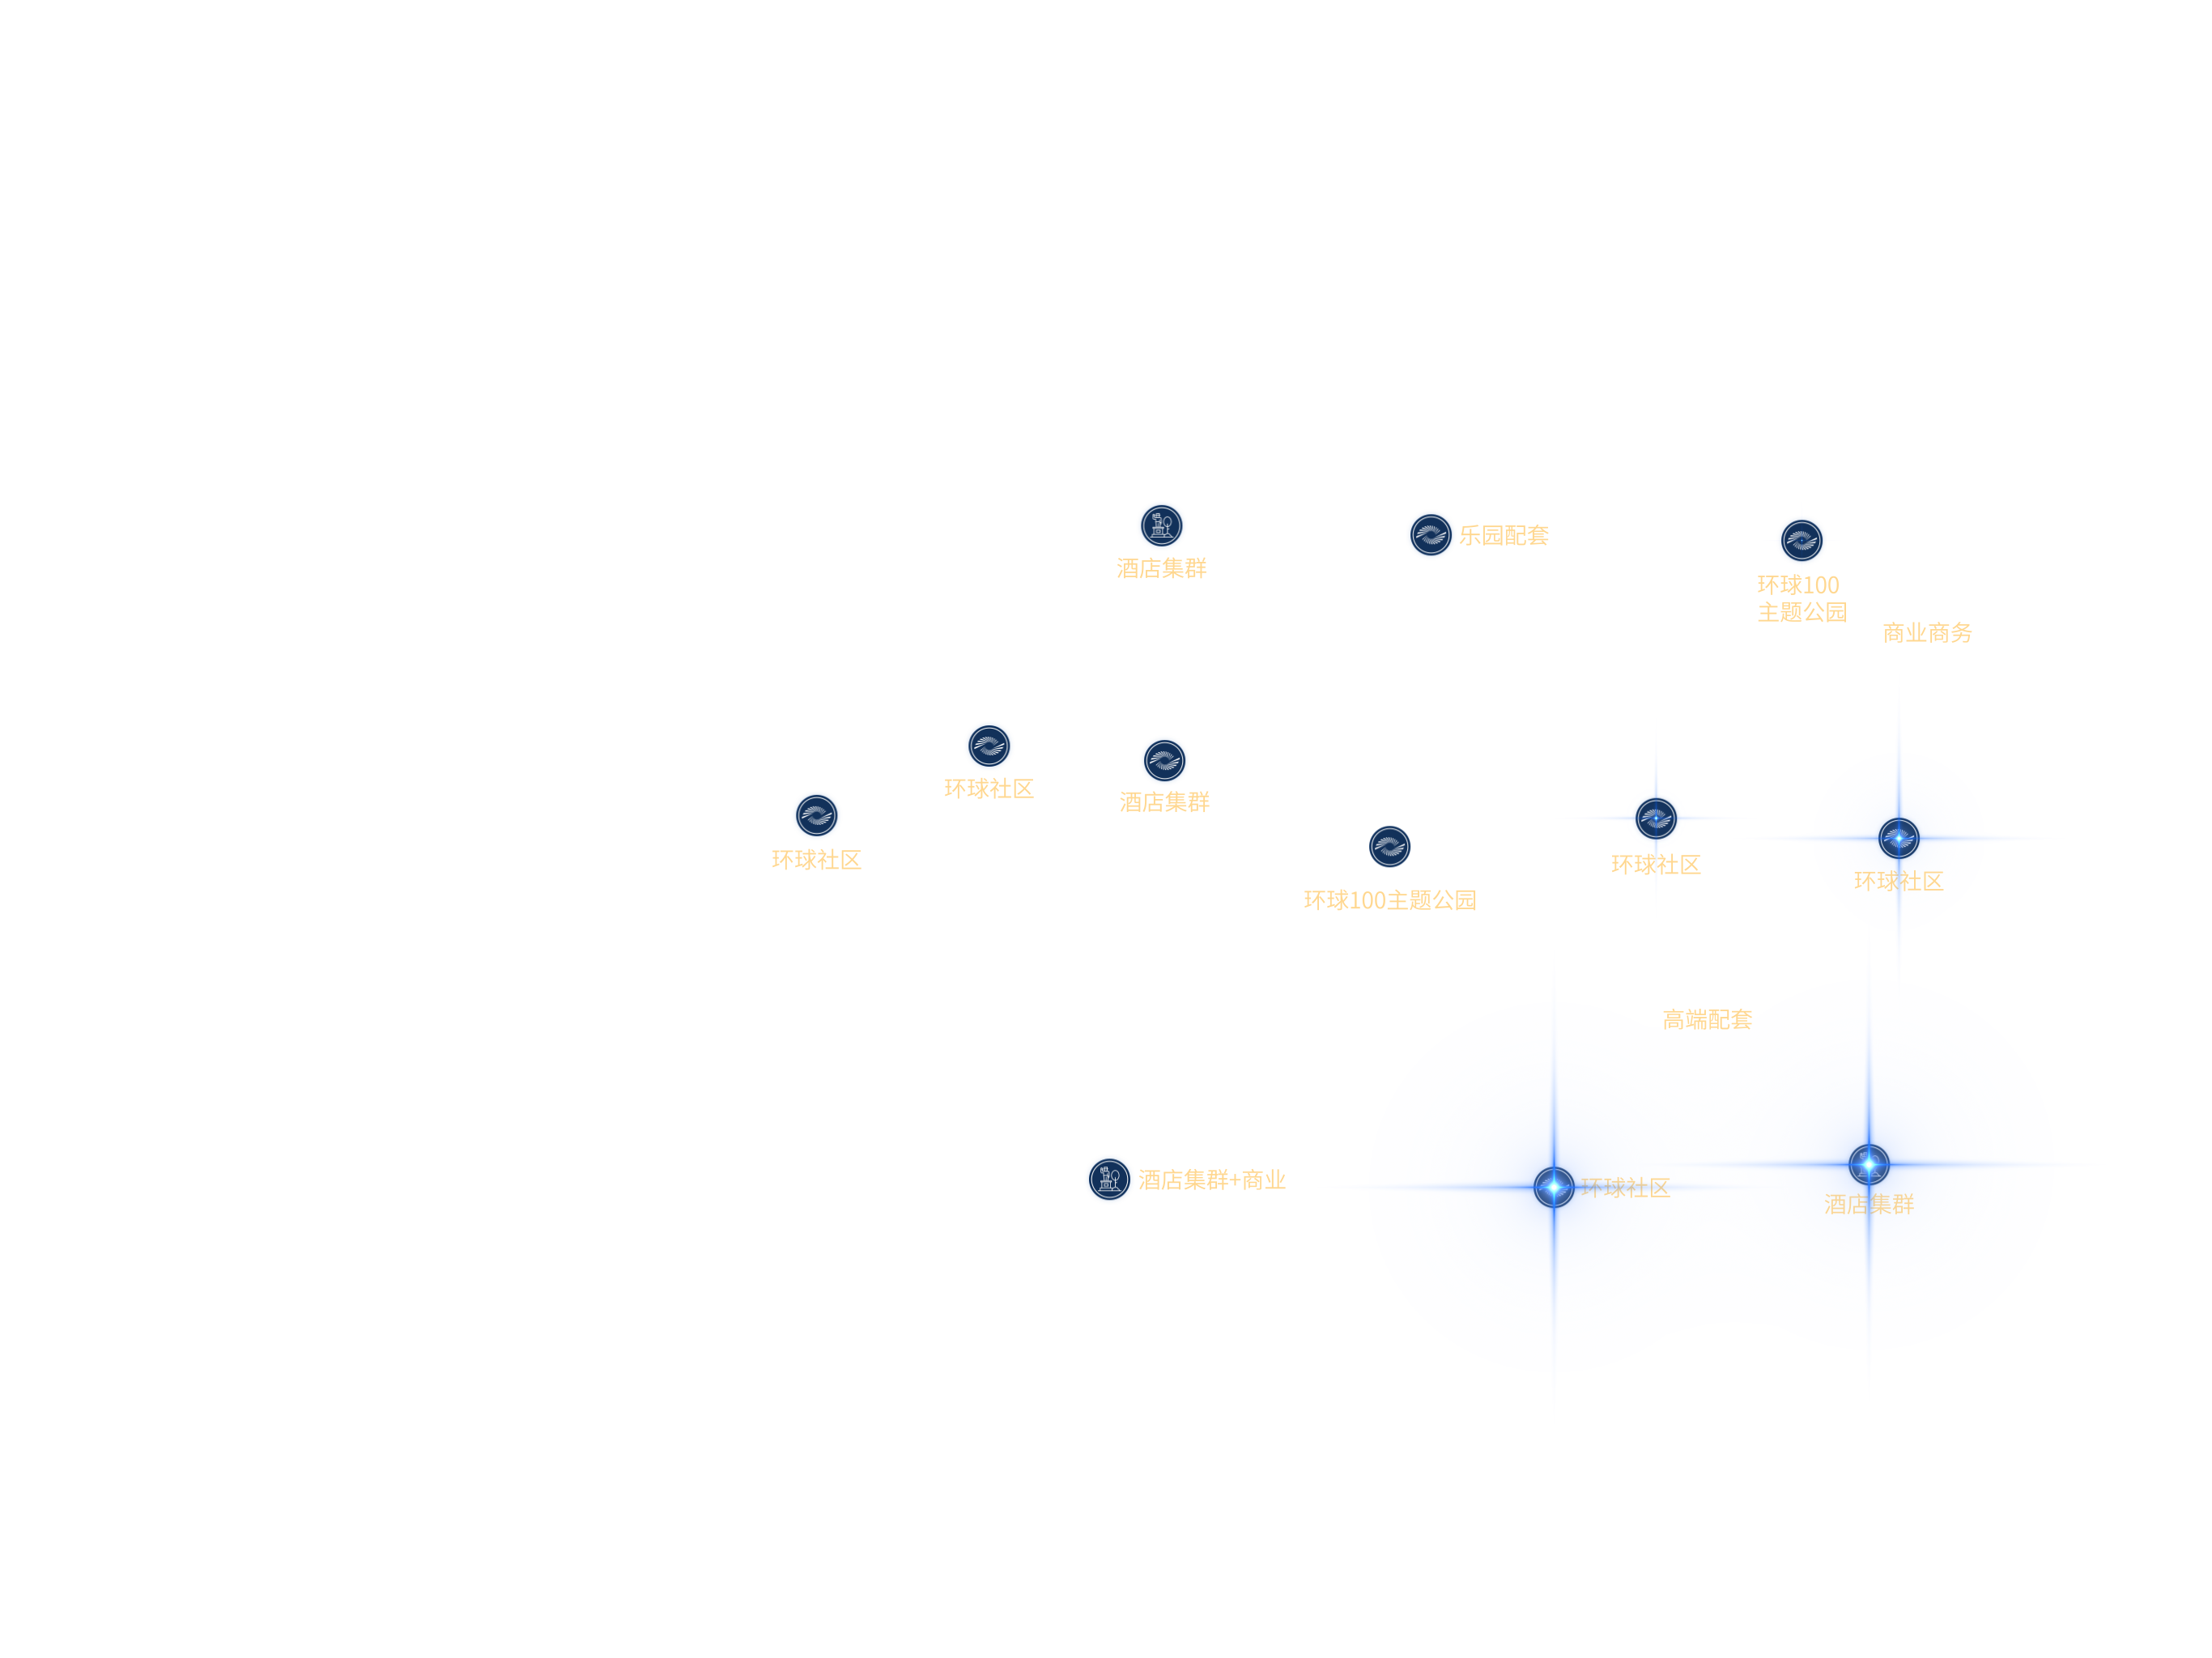 乐园配套
酒店集群
环球100
主题公园
商业商务
环球社区
酒店集群
环球社区
环球社区
环球社区
环球100主题公园
高端配套
酒店集群+商业
环球社区
酒店集群